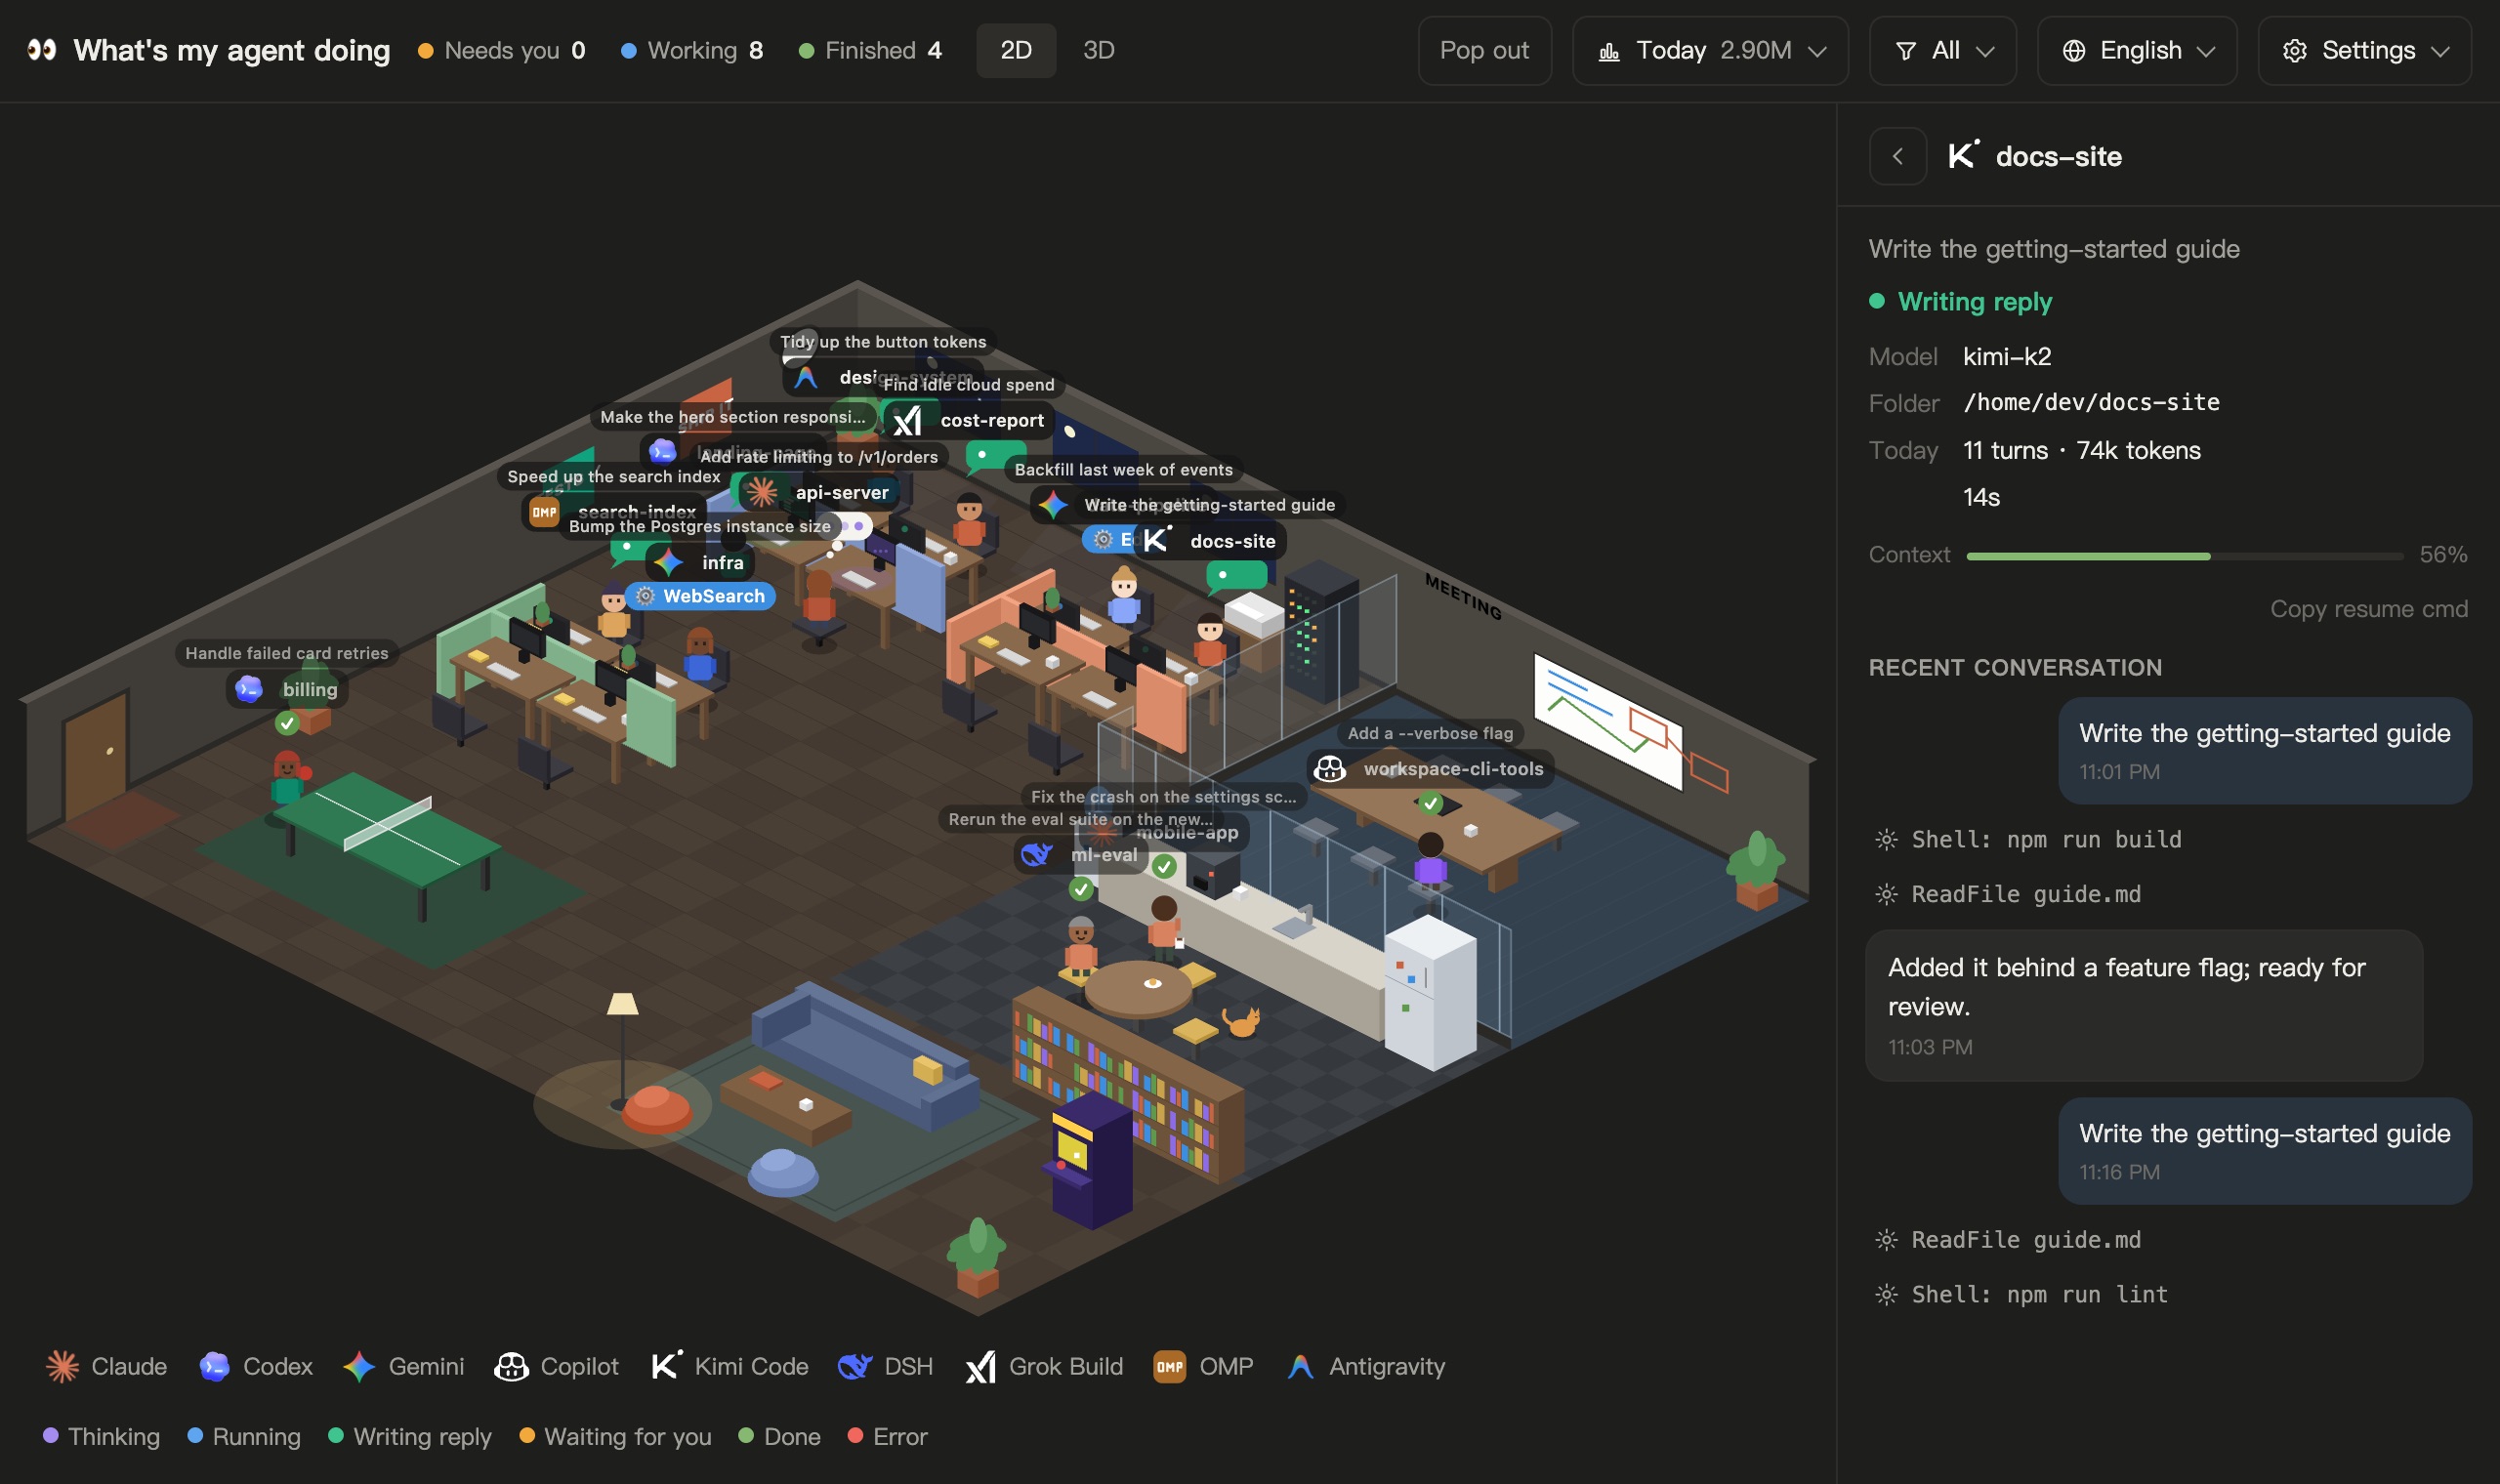 What's my agent doing
Needs you 0
Working 8
Finished 4
2D
3D
Pop out
Today 2.90M
All
English
Settings
docs-site
Write the getting-started guide
Writing reply
Model kimi-k2
Folder /home/dev/docs-site
Today 11 turns · 74k tokens
14s
Context 56%
Copy resume cmd
RECENT CONVERSATION
Write the getting-started guide
11:01 PM
Shell: npm run build
ReadFile guide.md
Added it behind a feature flag; ready for
review.
11:03 PM
Write the getting-started guide
11:16 PM
ReadFile guide.md
Shell: npm run lint
Tidy up the button tokens
design-system
Find idle cloud spend
cost-report
Make the hero section responsi...
Add rate limiting to /v1/orders
api-server
Speed up the search index
OMP search-index
Bump the Postgres instance size
infra
WebSearch
Backfill last week of events
Write the getting-started guide
docs-site
MEETING
Handle failed card retries
billing
Add a --verbose flag
workspace-cli-tools
Fix the crash on the settings sc...
mobile-app
Rerun the eval suite on the new...
ml-eval
Claude
Codex
Gemini
Copilot
Kimi Code
DSH
Grok Build
OMP OMP
Antigravity
Thinking
Running
Writing reply
Waiting for you
Done
Error